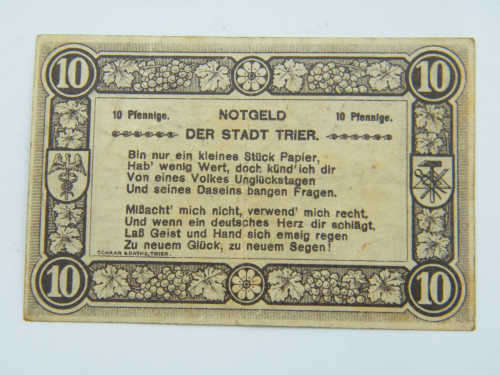 10
10
10 Pfennige. NOTGELD 10 Pfennige.
DER STADT TRIER.
Bin nur ein kleines Stück Papier,
Hab' wenig Wert, doch künd' ich dir
Von eines Volkes Unglückstagen
Und seines Daseins bangen Fragen.
Mißacht' mich nicht, verwend' mich recht,
Und wenn ein deutsches Herz dir schlägt,
Laß Geist und Hand sich emsig regen
Zu neuem Glück, zu neuem Segen!
TRIER.
10
10